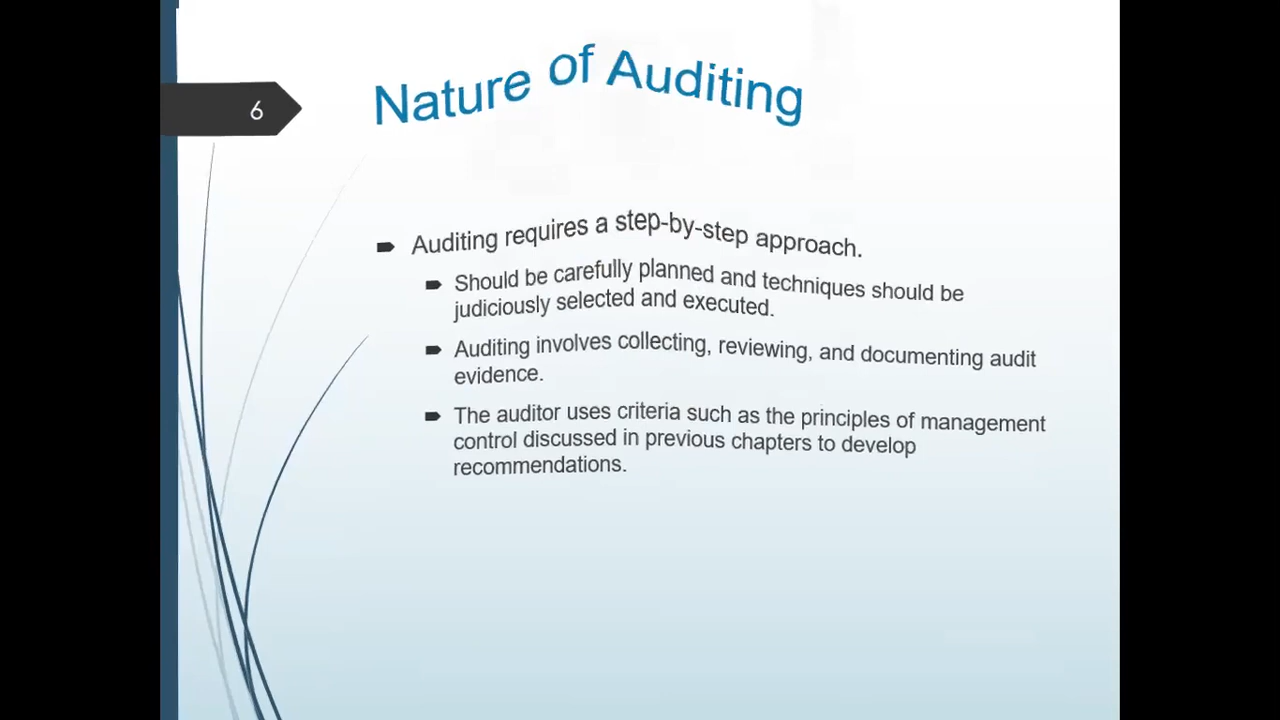 6
Nature of Auditing
Auditing requires a step-by-step approach.
Should be carefully planned and techniques should be
judiciously selected and executed.
Auditing involves collecting, reviewing, and documenting audit
evidence.
The auditor uses criteria such as the principles of management
control discussed in previous chapters to develop
recommendations.